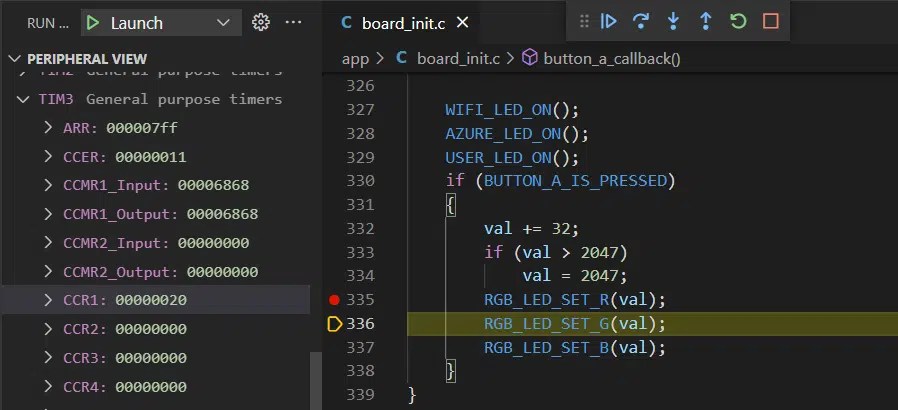 RUN ... Launch ...
PERIPHERAL VIEW
TIM2 General purpose timers
TIM3 General purpose timers
ARR: 000007ff
CCER: 00000011
CCMR1_Input: 00006868
CCMR1_Output: 00006868
CCMR2_Input: 00000000
CCMR2_Output: 00000000
CCR1: 00000020
CCR2: 00000000
CCR3: 00000000
CCR4: 00000000
C board_init.c
app > C board_init.c > button_a_callback()
326
327 WIFI_LED_ON();
328 AZURE_LED_ON();
329 USER_LED_ON();
330 if (BUTTON_A_IS_PRESSED)
331 {
332 val += 32;
333 if (val > 2047)
334 val = 2047;
335 RGB_LED_SET_R(val);
336 RGB_LED_SET_G(val);
337 RGB_LED_SET_B(val);
338 }
339 }